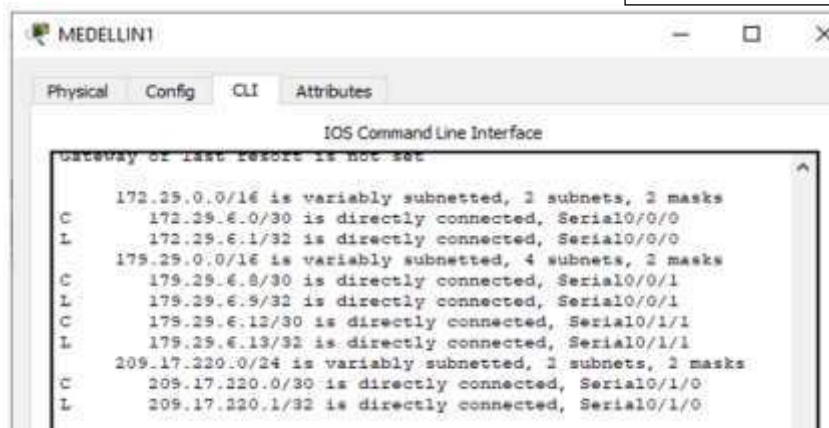 MEDELLIN1
Physical Config CLI Attributes
IOS Command Line Interface
Gateway of last resort is not set
172.29.0.0/16 is variably subnetted, 2 subnets, 2 masks
C 172.29.6.0/30 is directly connected, Serial0/0/0
L 172.29.6.1/32 is directly connected, Serial0/0/0
179.29.0.0/16 is variably subnetted, 4 subnets, 2 masks
C 179.29.6.8/30 is directly connected, Serial0/0/1
L 179.29.6.9/32 is directly connected, Serial0/0/1
C 179.29.6.12/30 is directly connected, Serial0/1/1
L 179.29.6.13/32 is directly connected, Serial0/1/1
209.17.220.0/24 is variably subnetted, 2 subnets, 2 masks
C 209.17.220.0/30 is directly connected, Serial0/1/0
L 209.17.220.1/32 is directly connected, Serial0/1/0